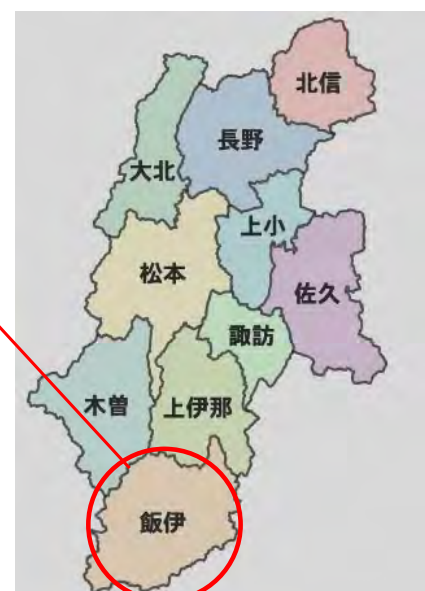 北信
長野
大北
上小
松本
佐久
諏訪
木曽
上伊那
飯伊